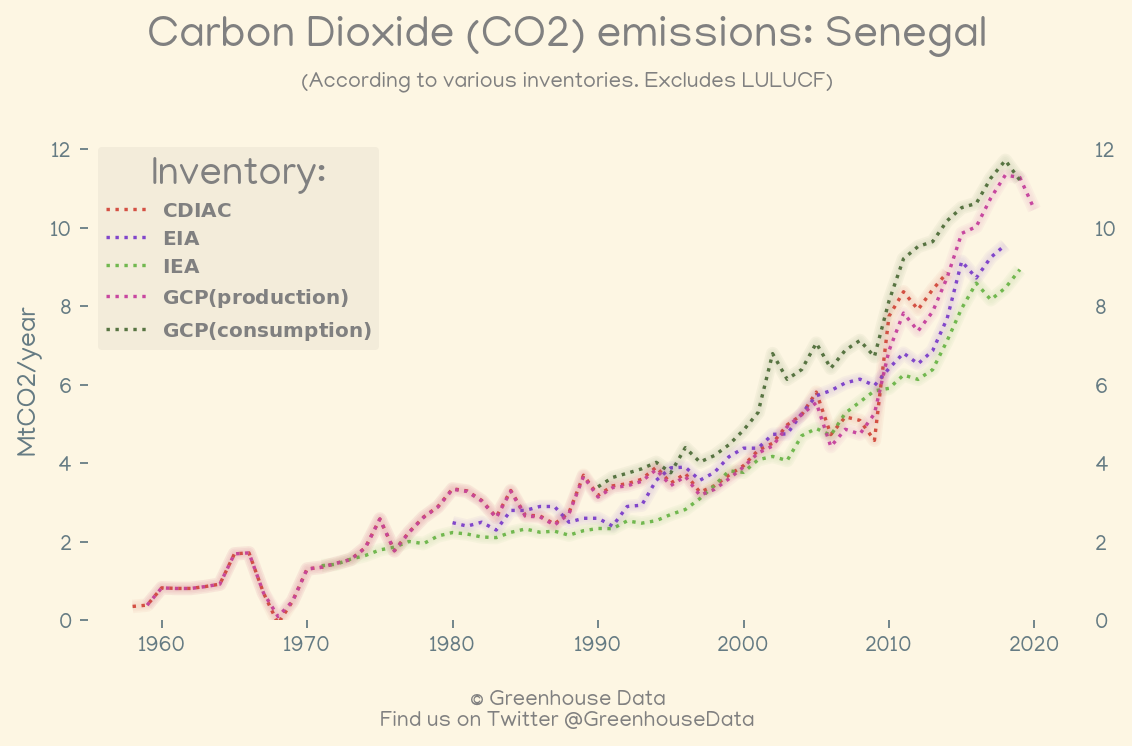 Carbon Dioxide (CO2) emissions: Senegal
(According to various inventories. Excludes LULUCF)
MtCO2/year
12
10
8
6
4
2
0
Inventory:
CDIAC
EIA
IEA
GCP(production)
GCP(consumption)
12
10
8
6
4
2
0
1960 1970 1980 1990 2000 2010 2020
© Greenhouse Data
Find us on Twitter @GreenhouseData